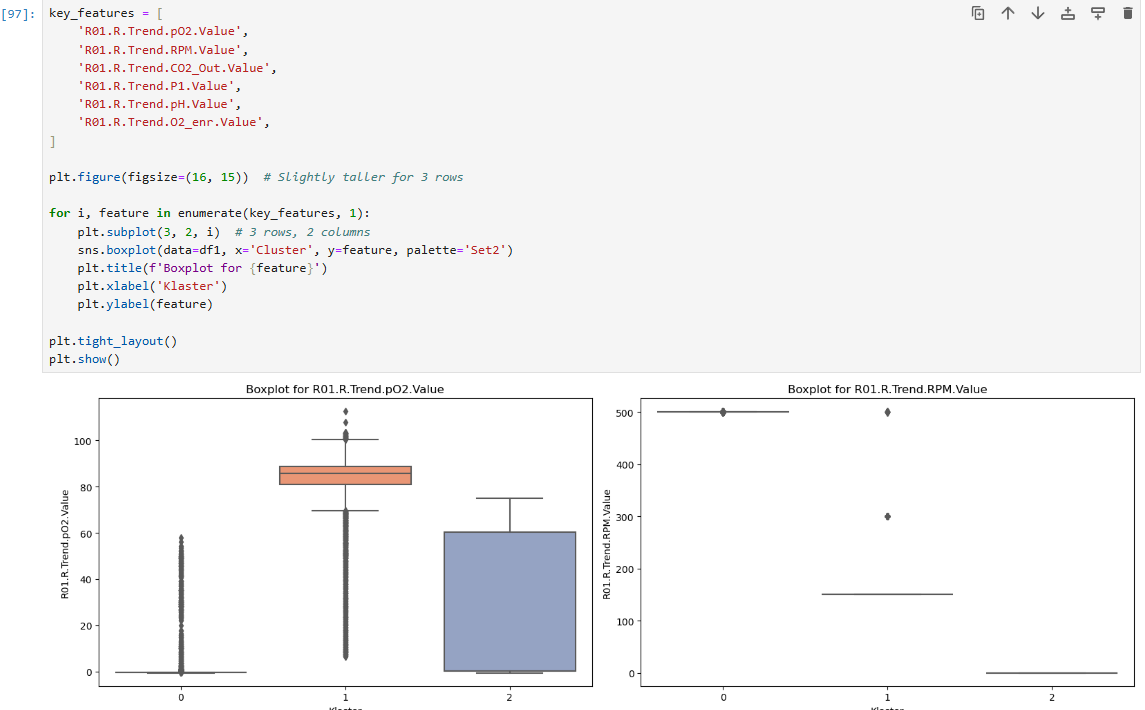 [97]:
key_features = [
    'R01.R.Trend.pO2.Value',
    'R01.R.Trend.RPM.Value',
    'R01.R.Trend.CO2_Out.Value',
    'R01.R.Trend.P1.Value',
    'R01.R.Trend.pH.Value',
    'R01.R.Trend.O2_enr.Value',
]
plt.figure(figsize=(16, 15))  # Slightly taller for 3 rows
for i, feature in enumerate(key_features, 1):
    plt.subplot(3, 2, i)  # 3 rows, 2 columns
    sns.boxplot(data=df1, x='Cluster', y=feature, palette='Set2')
    plt.title(f'Boxplot for {feature}')
    plt.xlabel('Klaster')
    plt.ylabel(feature)
plt.tight_layout()
plt.show()
Boxplot for R01.R.Trend.pO2.Value
R01.R.Trend.pO2.Value
100
80
60
40
20
0
0 1 2
Klaster
Boxplot for R01.R.Trend.RPM.Value
R01.R.Trend.RPM.Value
500
400
300
200
100
0
0 1 2
Klaster